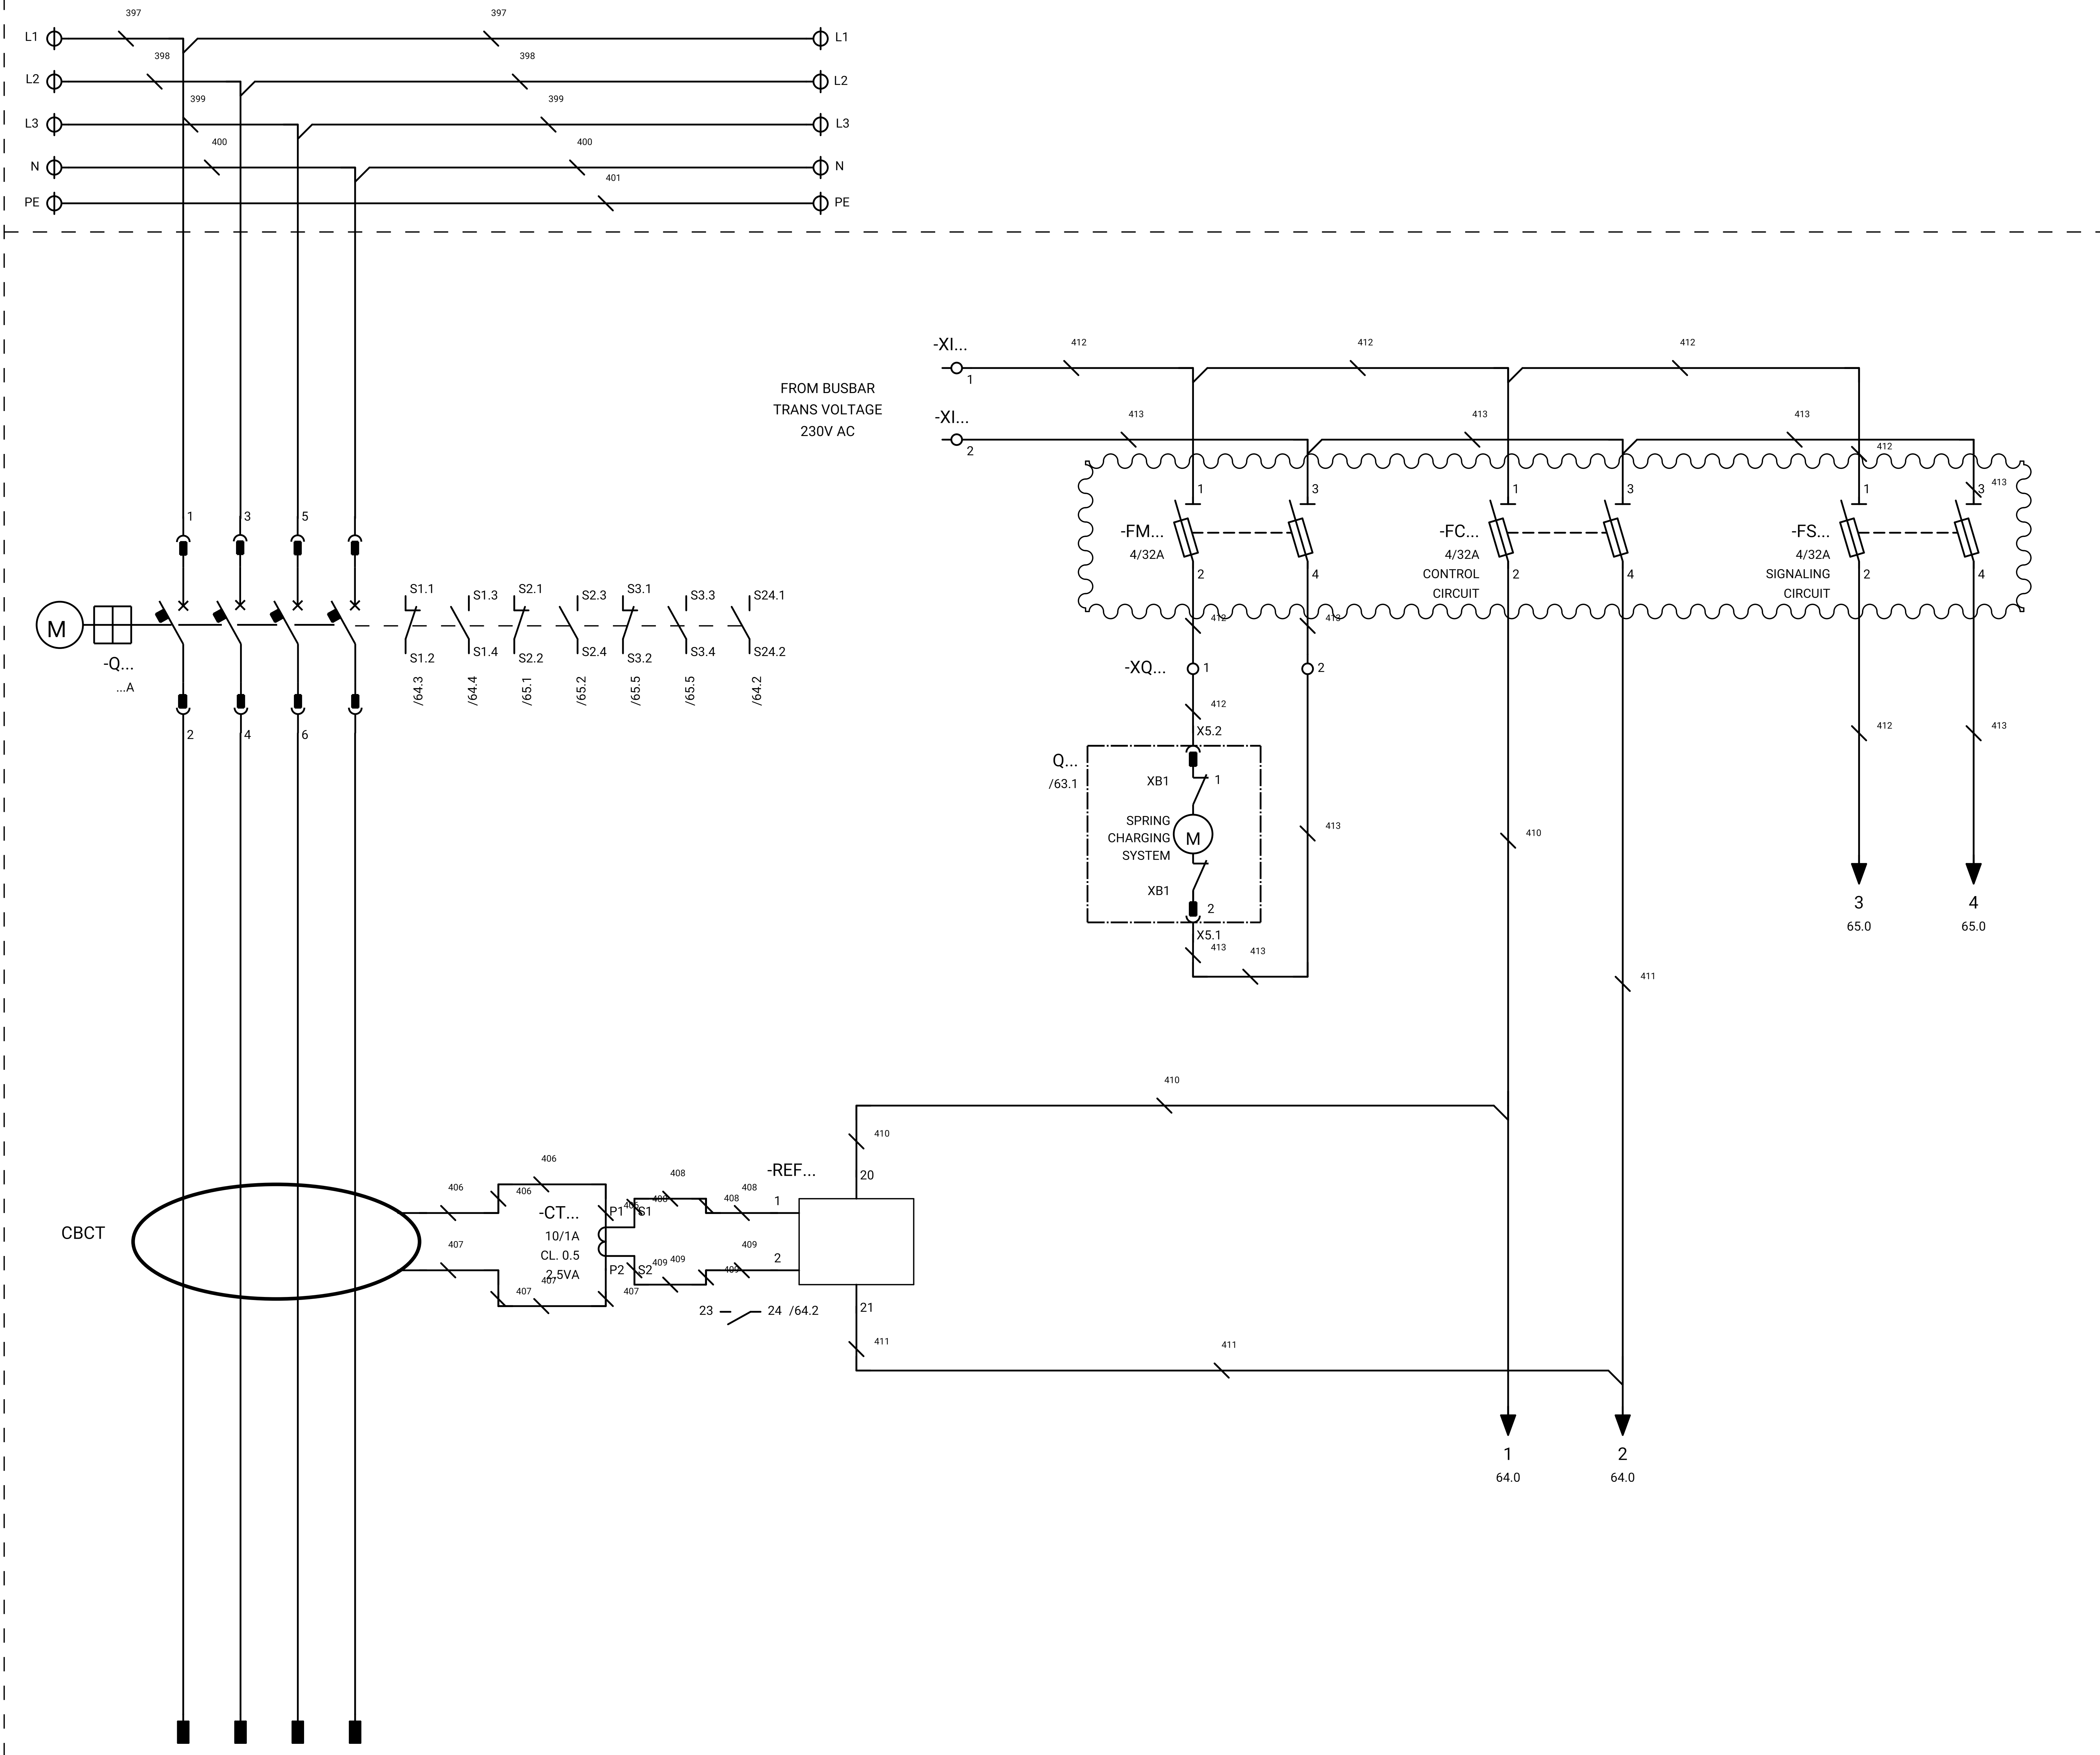 397
397
L1
L1
398
398
L2
L2
399
399
L3
L3
400
400
N
N
401
PE
PE
-XI...
412
412
412
1
FROM BUSBAR
TRANS VOLTAGE
230V AC
-XI...
413
413
413
2
412
413
1
3
1
3
1
3
-FM...
4/32A
-FC...
4/32A
CONTROL
CIRCUIT
-FS...
4/32A
SIGNALING
CIRCUIT
2
4
2
4
2
4
1
3
5
M
-Q...
...A
S1.1
S1.3
S2.1
S2.3
S3.1
S3.3
S24.1
S1.2
S1.4
S2.2
S2.4
S3.2
S3.4
S24.2
/64.3
/64.4
/65.1
/65.2
/65.5
/65.5
/64.2
2
4
6
412
413
-XQ...
1
2
412
X5.2
Q...
/63.1
XB1
1
SPRING
CHARGING
SYSTEM
M
XB1
2
X5.1
413
413
413
410
411
412
413
3
65.0
4
65.0
410
410
-REF...
20
CBCT
406
406
406
-CT...
10/1A
CL. 0.5
2,5VA
P1
S1
408
408
408
1
407
407
407
407
P2
S2
409
409
409
409
2
23
24
/64.2
21
411
411
1
64.0
2
64.0